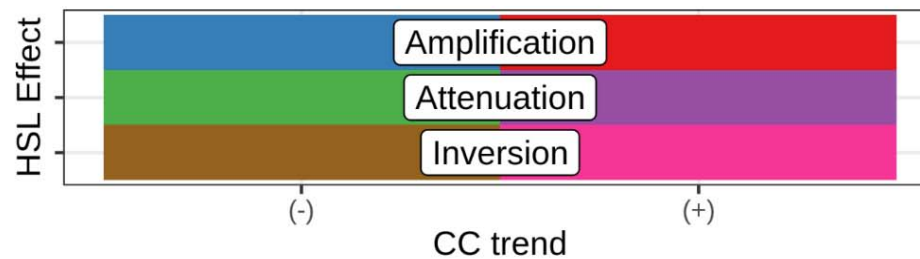 HSL Effect
Amplification
Attenuation
Inversion
(-)
(+)
CC trend